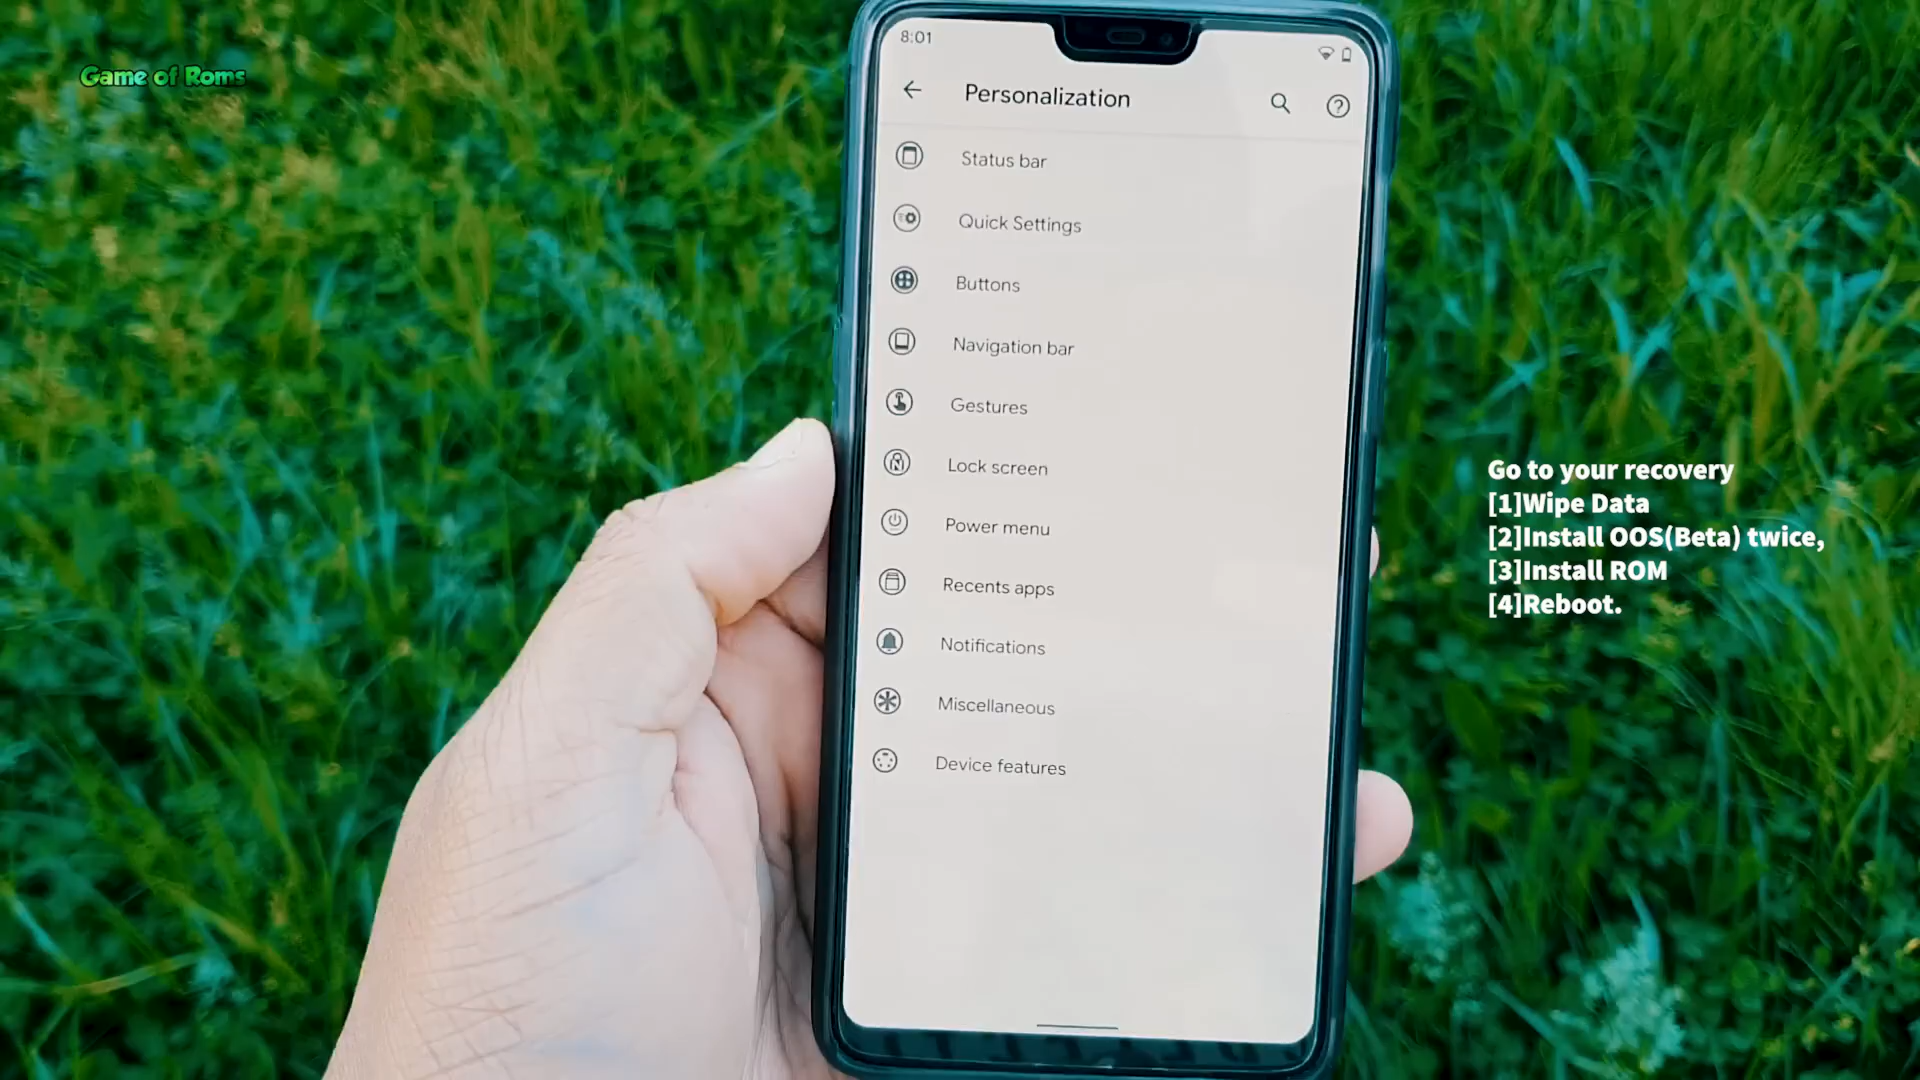 Game of Roms
8:01
Personalization
Status bar
Quick Settings
Buttons
Navigation bar
Gestures
Lock screen
Power menu
Recents apps
Notifications
Miscellaneous
Device features
Go to your recovery
[1]Wipe Data
[2]Install OOS(Beta) twice,
[3]Install ROM
[4]Reboot.